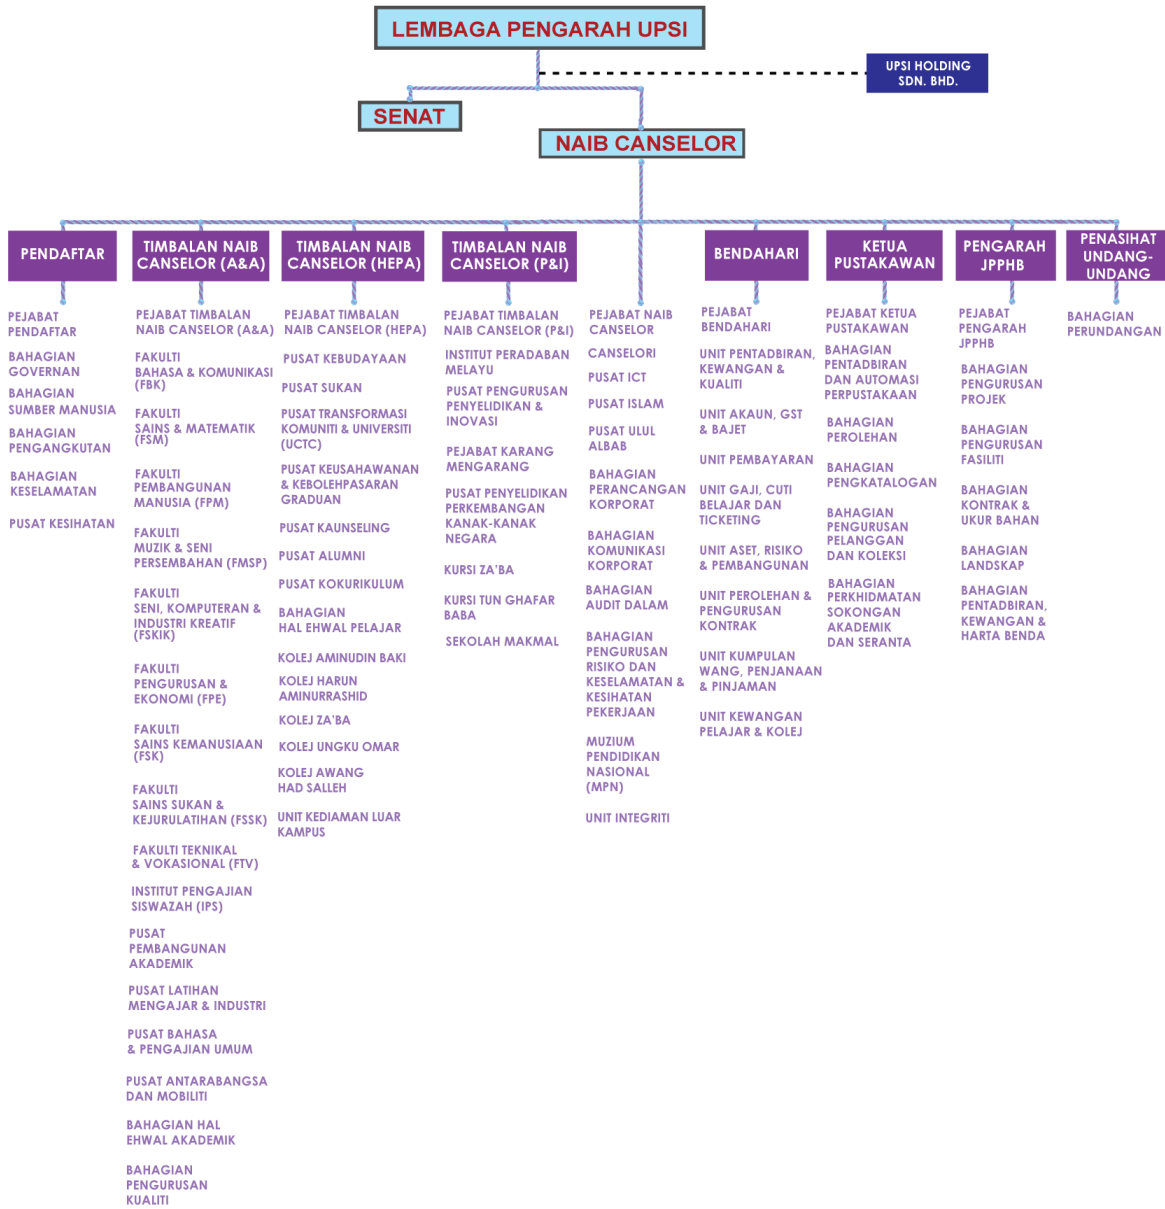 LEMBAGA PENGARAH UPSI
UPSI HOLDING
SDN. BHD.
SENAT
NAIB CANSELOR
PENDAFTAR
PEJABAT
PENDAFTAR
BAHAGIAN
GOVERNAN
BAHAGIAN
SUMBER MANUSIA
BAHAGIAN
PENGANGKUTAN
BAHAGIAN
KESELAMATAN
PUSAT KESIHATAN
TIMBALAN NAIB
CANSELOR (A&A)
PEJABAT TIMBALAN
NAIB CANSELOR (A&A)
FAKULTI
BAHASA & KOMUNIKASI
(FBK)
FAKULTI
SAINS & MATEMATIK
(FSM)
FAKULTI
PEMBANGUNAN
MANUSIA (FPM)
FAKULTI
MUZIK & SENI
PERSEMBAHAN (FMSP)
FAKULTI
SENI, KOMPUTERAN &
INDUSTRI KREATIF
(FSKIK)
FAKULTI
PENGURUSAN &
EKONOMI (FPE)
FAKULTI
SAINS KEMANUSIAAN
(FSK)
FAKULTI
SAINS SUKAN &
KEJURULATIHAN (FSSK)
FAKULTI TEKNIKAL
& VOKASIONAL (FTV)
INSTITUT PENGAJIAN
SISWAZAH (IPS)
PUSAT
PEMBANGUNAN
AKADEMIK
PUSAT LATIHAN
MENGAJAR & INDUSTRI
PUSAT BAHASA
& PENGAJIAN UMUM
PUSAT ANTARABANGSA
DAN MOBILITI
BAHAGIAN HAL
EHWAL AKADEMIK
BAHAGIAN
PENGURUSAN
KUALITI
TIMBALAN NAIB
CANSELOR (HEPA)
PEJABAT TIMBALAN
NAIB CANSELOR (HEPA)
PUSAT KEBUDAYAAN
PUSAT SUKAN
PUSAT TRANSFORMASI
KOMUNITI & UNIVERSITI
(UCTC)
PUSAT KEUSAHAWANAN
& KEBOLEHPASARAN
GRADUAN
PUSAT KAUNSELING
PUSAT ALUMNI
PUSAT KOKURIKULUM
BAHAGIAN
HAL EHWAL PELAJAR
KOLEJ AMINUDIN BAKI
KOLEJ HARUN
AMINURRASHID
KOLEJ ZA'BA
KOLEJ UNGKU OMAR
KOLEJ AWANG
HAD SALLEH
UNIT KEDIAMAN LUAR
KAMPUS
TIMBALAN NAIB
CANSELOR (P&I)
PEJABAT TIMBALAN
NAIB CANSELOR (P&I)
INSTITUT PERADABAN
MELAYU
PUSAT PENGURUSAN
PENYELIDIKAN &
INOVASI
PEJABAT KARANG
MENGARANG
PUSAT PENYELIDIKAN
PERKEMBANGAN
KANAK-KANAK
NEGARA
KURSI ZA'BA
KURSI TUN GHAFAR
BABA
SEKOLAH MAKMAL
PEJABAT NAIB
CANSELOR
CANSELORI
PUSAT ICT
PUSAT ISLAM
PUSAT ULUL
ALBAB
BAHAGIAN
PERANCANGAN
KORPORAT
BAHAGIAN
KOMUNIKASI
KORPORAT
BAHAGIAN
AUDIT DALAM
BAHAGIAN
PENGURUSAN
RISIKO DAN
KESELAMATAN &
KESIHATAN
PEKERJAAN
MUZIUM
PENDIDIKAN
NASIONAL
(MPN)
UNIT INTEGRITI
BENDAHARI
PEJABAT
BENDAHARI
UNIT PENTADBIRAN,
KEWANGAN &
KUALITI
UNIT AKAUN, GST
& BAJET
UNIT PEMBAYARAN
UNIT GAJI, CUTI
BELAJAR DAN
TICKETING
UNIT ASET, RISIKO
& PEMBANGUNAN
UNIT PEROLEHAN &
PENGURUSAN
KONTRAK
UNIT KUMPULAN
WANG, PENJANAAN
& PINJAMAN
UNIT KEWANGAN
PELAJAR & KOLEJ
KETUA
PUSTAKAWAN
PEJABAT KETUA
PUSTAKAWAN
BAHAGIAN
PENTADBIRAN
DAN AUTOMASI
PERPUSTAKAAN
BAHAGIAN
PEROLEHAN
BAHAGIAN
PENGKATALOGAN
BAHAGIAN
PENGURUSAN
PELANGGAN
DAN KOLEKSI
BAHAGIAN
PERKHIDMATAN
SOKONGAN
AKADEMIK
DAN SERANTA
PENGARAH
JPPHB
PEJABAT
PENGARAH
JPPHB
BAHAGIAN
PENGURUSAN
PROJEK
BAHAGIAN
PENGURUSAN
FASILITI
BAHAGIAN
KONTRAK &
UKUR BAHAN
BAHAGIAN
LANDSKAP
BAHAGIAN
PENTADBIRAN,
KEWANGAN &
HARTA BENDA
PENASIHAT
UNDANG-
UNDANG
BAHAGIAN
PERUNDANGAN